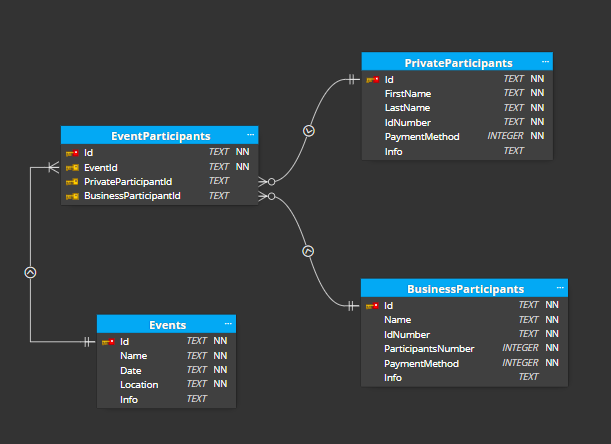 PrivateParticipants ...
Id TEXT NN
FirstName TEXT NN
LastName TEXT NN
IdNumber TEXT NN
PaymentMethod INTEGER NN
Info TEXT
EventParticipants ...
Id TEXT NN
EventId TEXT NN
PrivateParticipantId TEXT
BusinessParticipantId TEXT
BusinessParticipants ...
Id TEXT NN
Name TEXT NN
IdNumber TEXT NN
ParticipantsNumber INTEGER NN
PaymentMethod INTEGER NN
Info TEXT
Events ...
Id TEXT NN
Name TEXT NN
Date TEXT NN
Location TEXT NN
Info TEXT